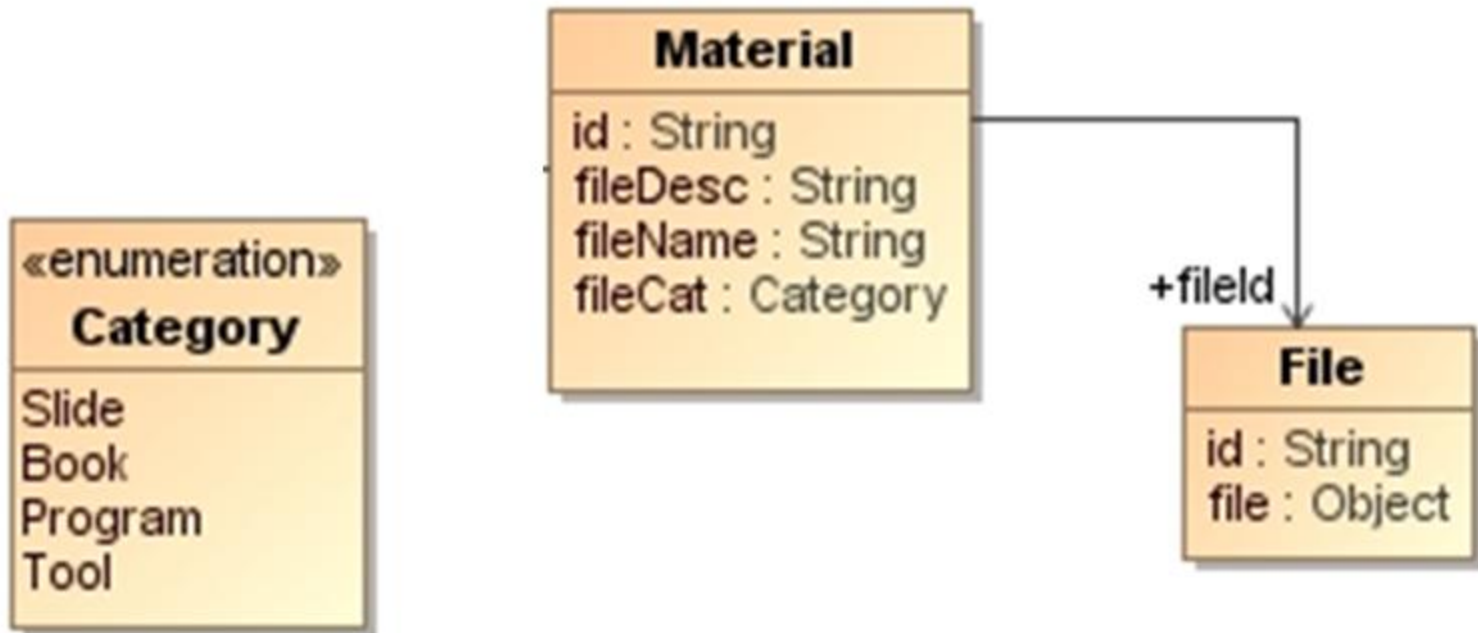 Material
id : String
fileDesc : String
fileName : String
fileCat : Category
«enumeration»
Category
Slide
Book
Program
Tool
+fileId
File
id : String
file : Object